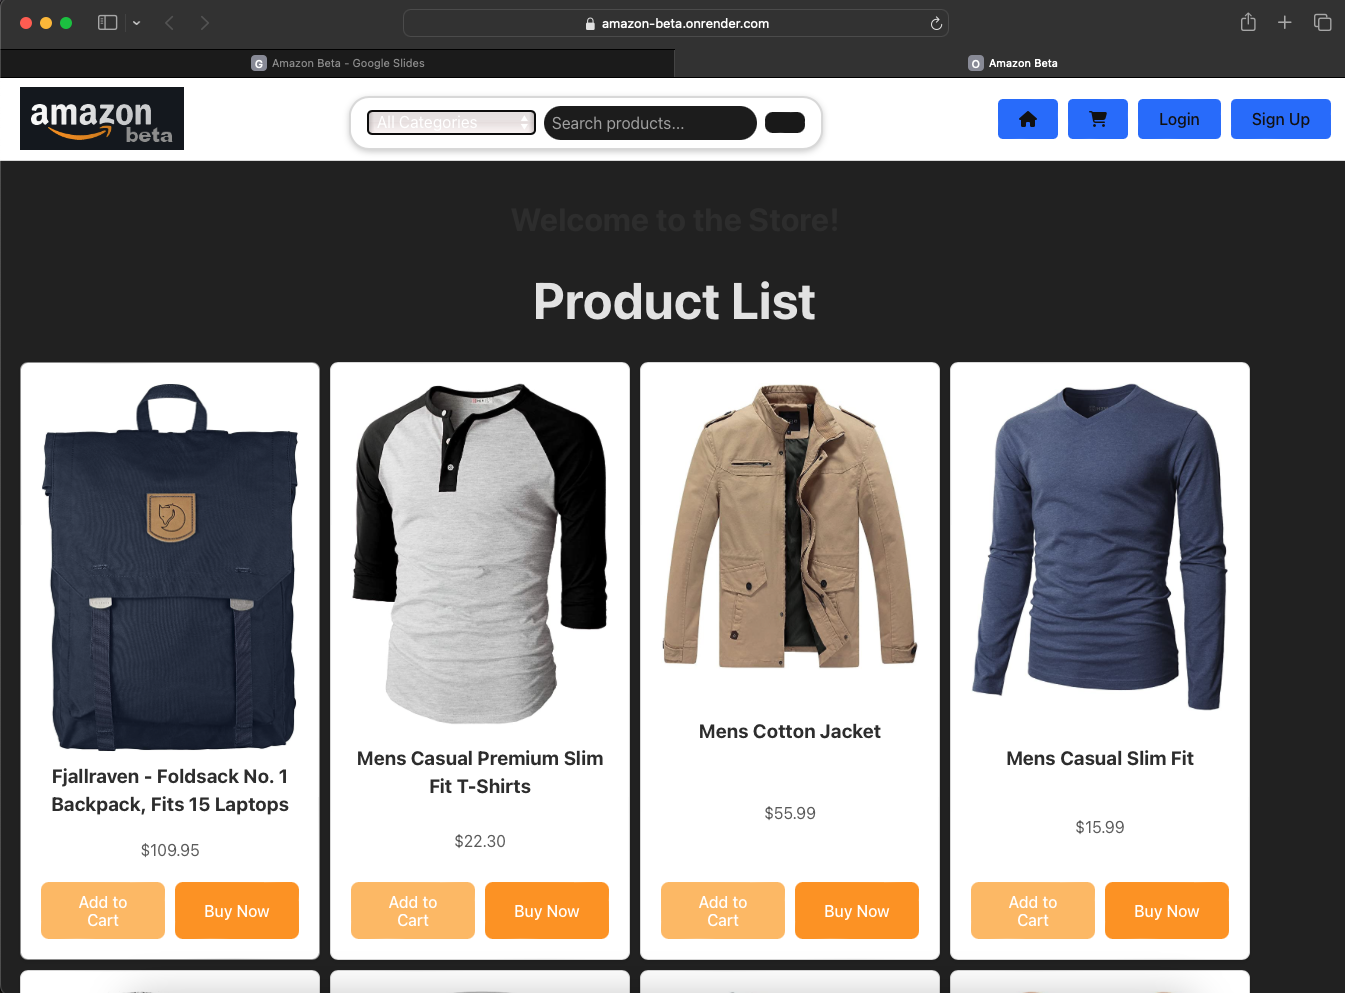 amazon-beta.onrender.com
G Amazon Beta - Google Slides
O Amazon Beta
amazon
beta
All Categories
Search products...
Login
Sign Up
Welcome to the Store!
Product List
Fjallraven - Foldsack No. 1
Backpack, Fits 15 Laptops
$109.95
Add to
Cart
Buy Now
Mens Casual Premium Slim
Fit T-Shirts
$22.30
Add to
Cart
Buy Now
Mens Cotton Jacket
$55.99
Add to
Cart
Buy Now
Mens Casual Slim Fit
$15.99
Add to
Cart
Buy Now